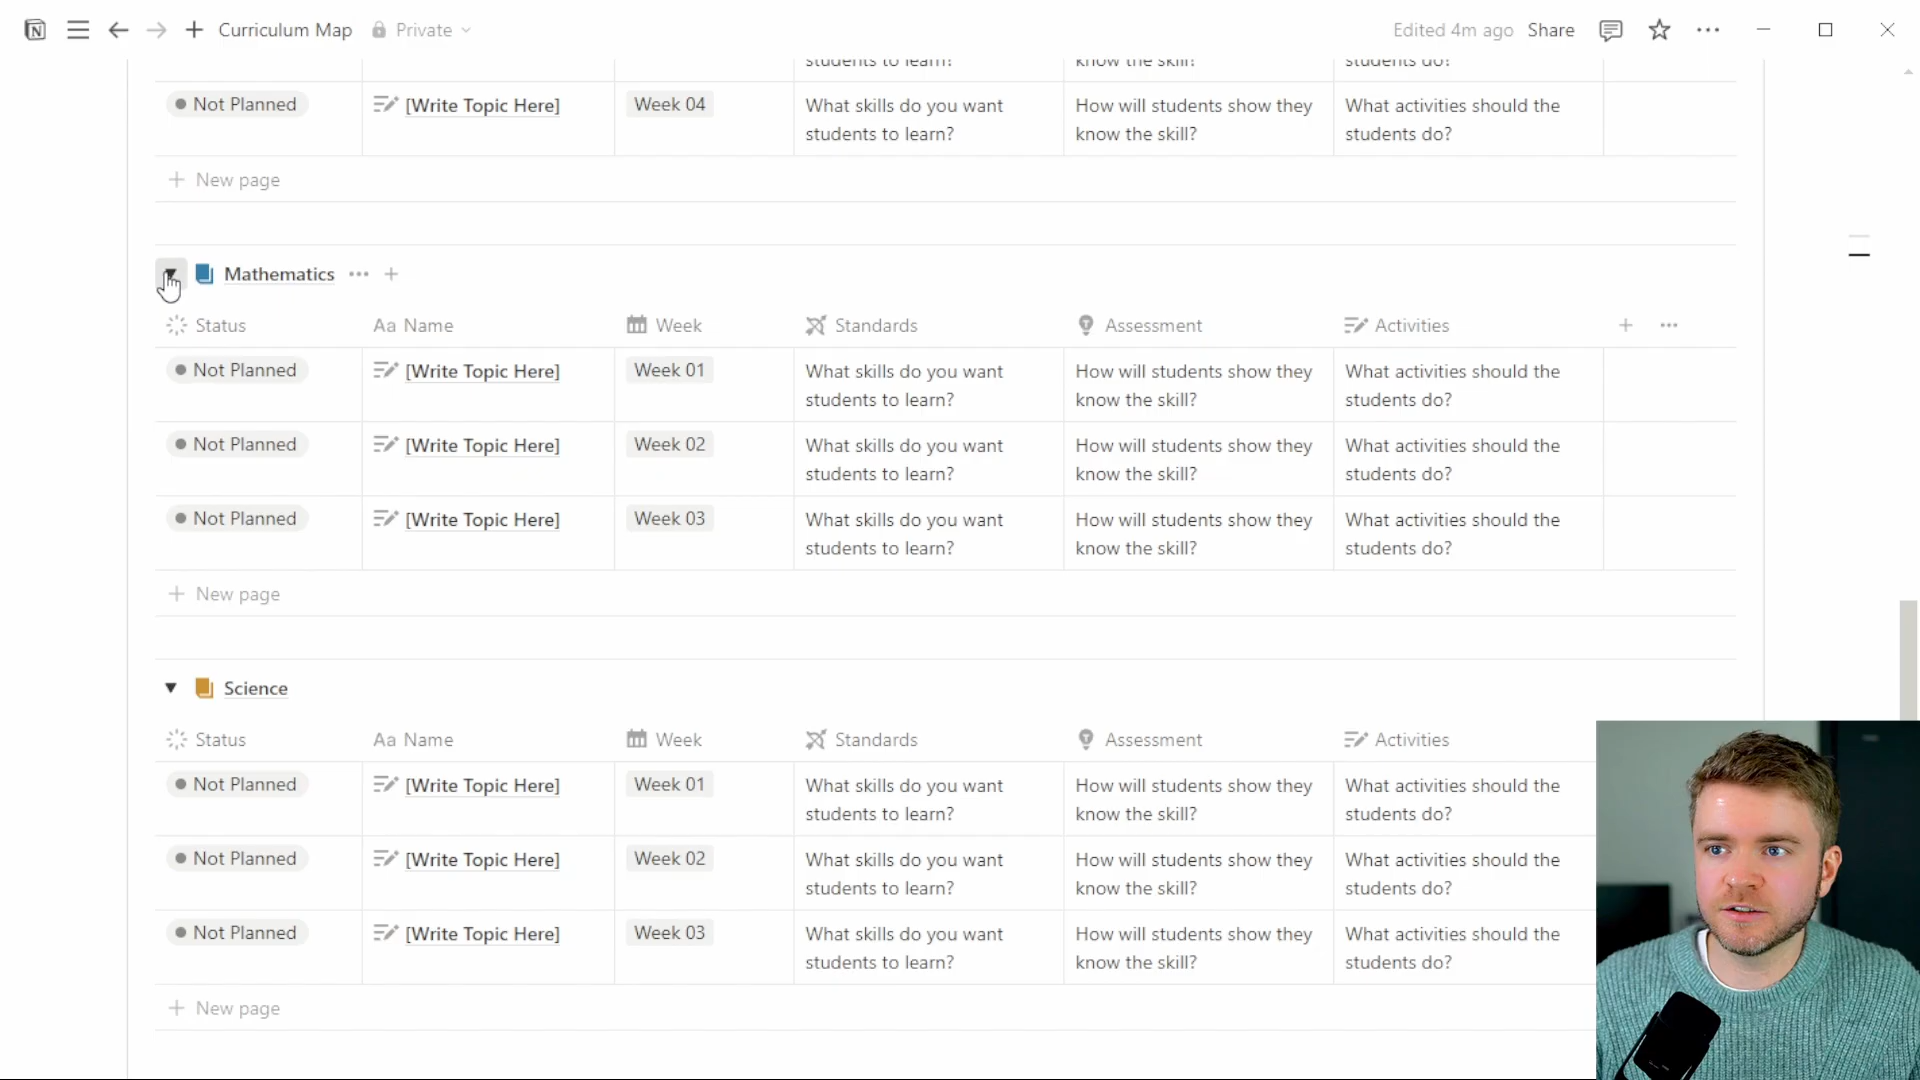 Curriculum Map Private Edited 4m ago Share
students to learn? know the skill? students do?
Not Planned [Write Topic Here] Week 04 What skills do you want students to learn? How will students show they know the skill? What activities should the students do?
New page
Mathematics
Status Aa Name Week Standards Assessment Activities
Not Planned [Write Topic Here] Week 01 What skills do you want students to learn? How will students show they know the skill? What activities should the students do?
Not Planned [Write Topic Here] Week 02 What skills do you want students to learn? How will students show they know the skill? What activities should the students do?
Not Planned [Write Topic Here] Week 03 What skills do you want students to learn? How will students show they know the skill? What activities should the students do?
New page
Science
Status Aa Name Week Standards Assessment Activities
Not Planned [Write Topic Here] Week 01 What skills do you want students to learn? How will students show they know the skill? What activities should the students do?
Not Planned [Write Topic Here] Week 02 What skills do you want students to learn? How will students show they know the skill? What activities should the students do?
Not Planned [Write Topic Here] Week 03 What skills do you want students to learn? How will students show they know the skill? What activities should the students do?
New page